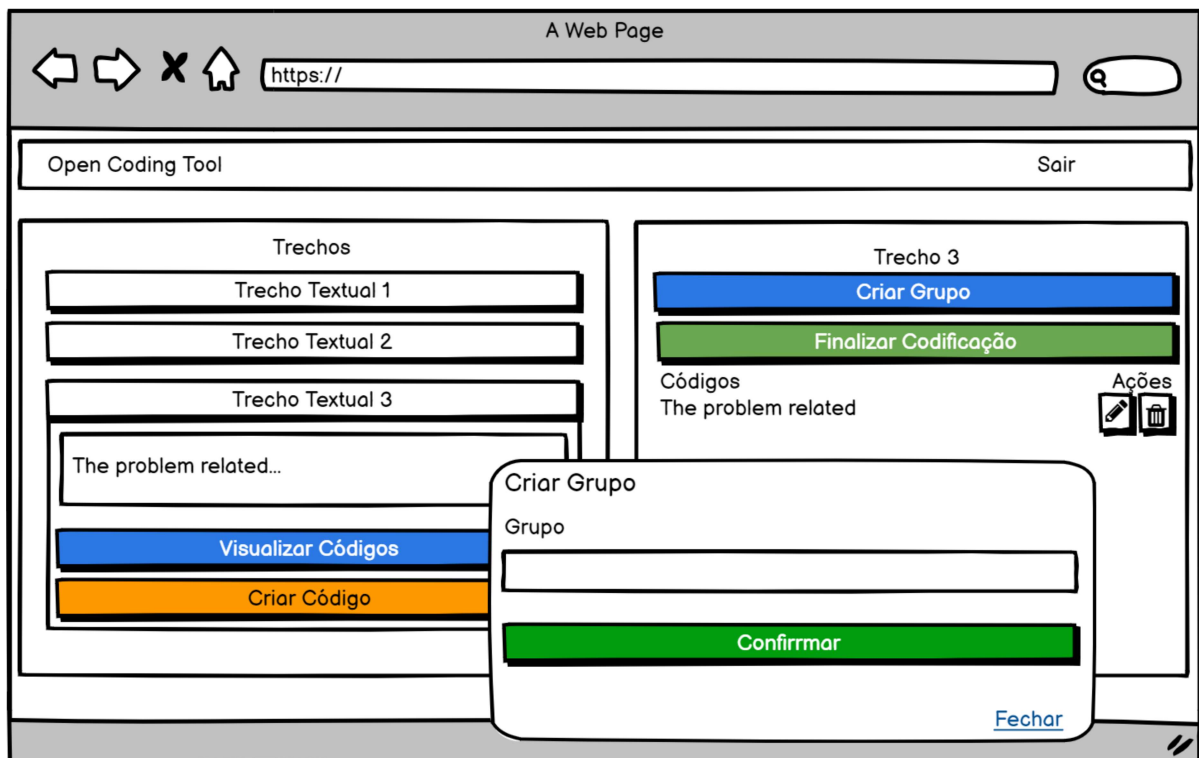 A Web Page
https://
Open Coding Tool
Sair
Trechos
Trecho Textual 1
Trecho Textual 2
Trecho Textual 3
The problem related...
Visualizar Códigos
Criar Código
Trecho 3
Criar Grupo
Finalizar Codificação
Códigos Ações
The problem related
Criar Grupo
Grupo
Confirrmar
Fechar